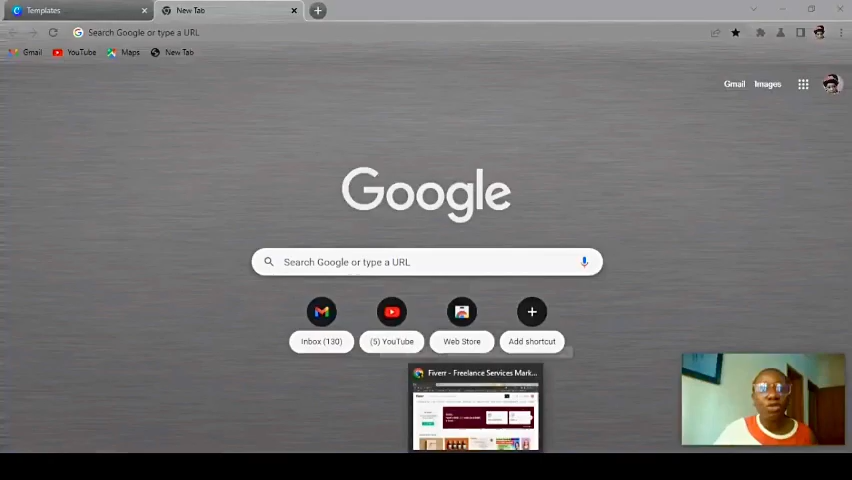 Templates
New Tab
Search Google or type a URL
Gmail
YouTube
Maps
New Tab
Gmail
Images
Google
Search Google or type a URL
Inbox (130)
(5) YouTube
Web Store
Add shortcut
Fiverr - Freelance Services Mark...